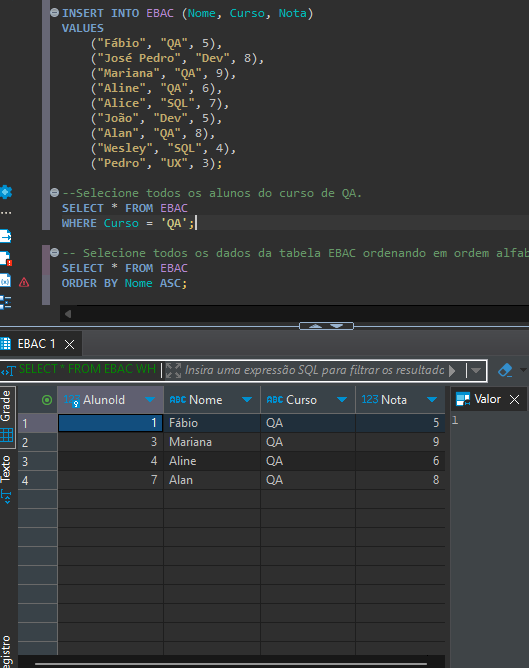 INSERT INTO EBAC (Nome, Curso, Nota)
VALUES
("Fábio", "QA", 5),
("José Pedro", "Dev", 8),
("Mariana", "QA", 9),
("Aline", "QA", 6),
("Alice", "SQL", 7),
("João", "Dev", 5),
("Alan", "QA", 8),
("Wesley", "SQL", 4),
("Pedro", "UX", 3);
--Selecione todos os alunos do curso de QA.
SELECT * FROM EBAC
WHERE Curso = 'QA';
-- Selecione todos os dados da tabela EBAC ordenando em ordem alfab
SELECT * FROM EBAC
ORDER BY Nome ASC;
EBAC 1
SELECT * FROM EBAC WH Insira uma expressão SQL para filtrar os resultado
Grade
Texto
egistro
AlunoId Nome Curso Nota
1 1 Fábio QA 5
2 3 Mariana QA 9
3 4 Aline QA 6
4 7 Alan QA 8
Valor
1